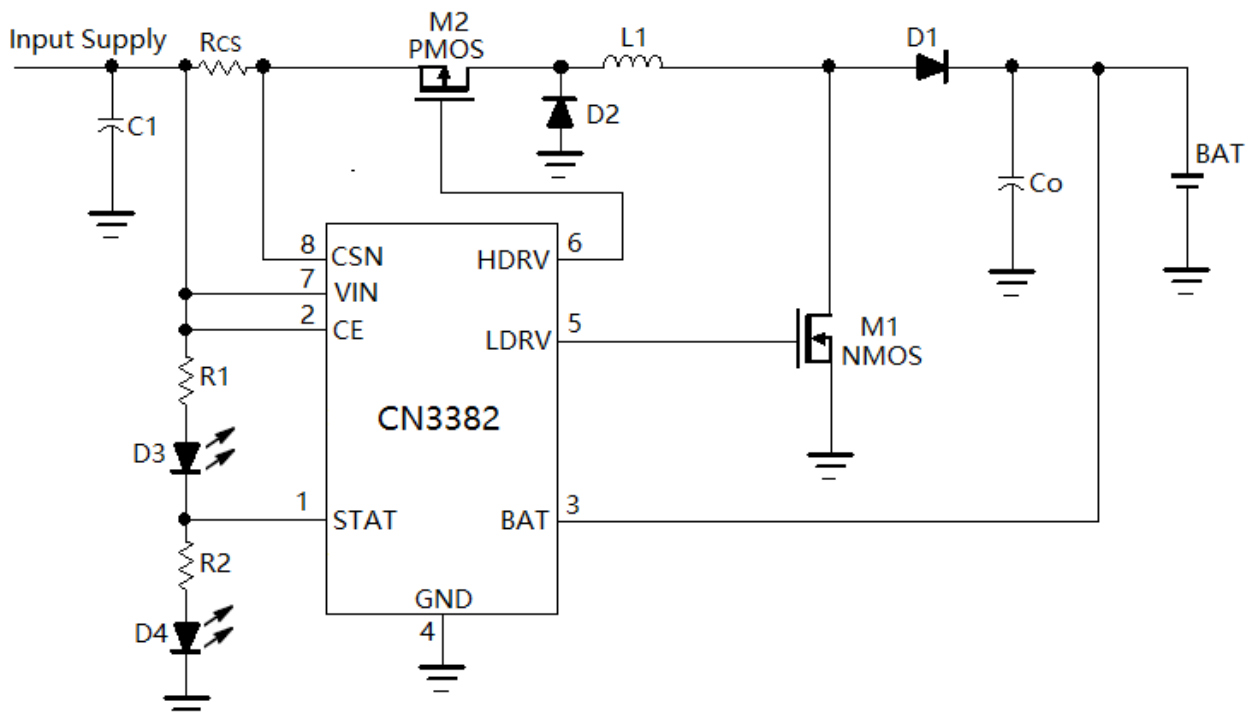 M2
PMOS
L1
D1
Input Supply
RCS
C1
D2
BAT
Co
8
CSN
7
VIN
2
CE
HDRV
6
LDRV
5
M1
NMOS
R1
D3
CN3382
1
STAT
BAT
3
R2
D4
GND
4